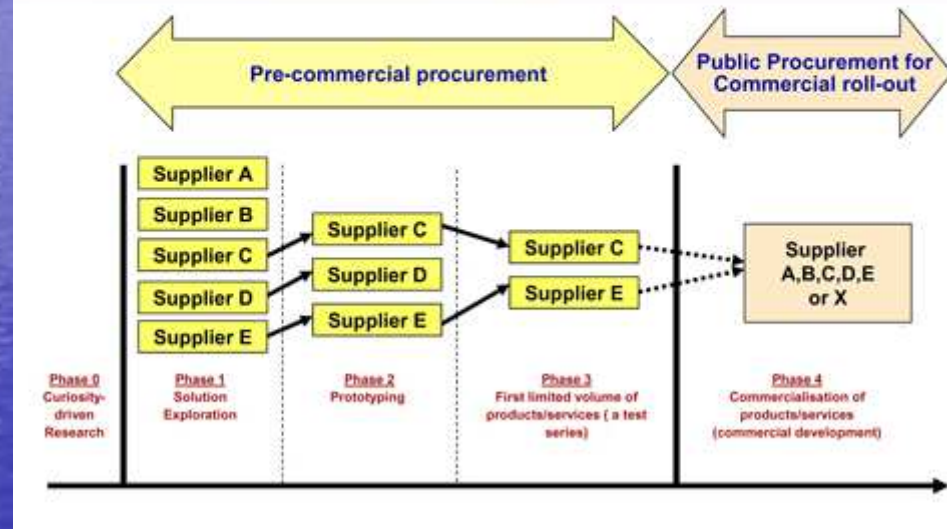 Pre-commercial procurement
Public Procurement for
Commercial roll-out
Supplier A
Supplier B
Supplier C
Supplier D
Supplier E
Supplier C
Supplier D
Supplier E
Supplier C
Supplier E
Supplier
A,B,C,D,E
or X
Phase 0
Curiosity-
driven
Research
Phase 1
Solution
Exploration
Phase 2
Prototyping
Phase 3
First limited volume of
products/services ( a test
series)
Phase 4
Commercialisation of
products/services
(commercial development)